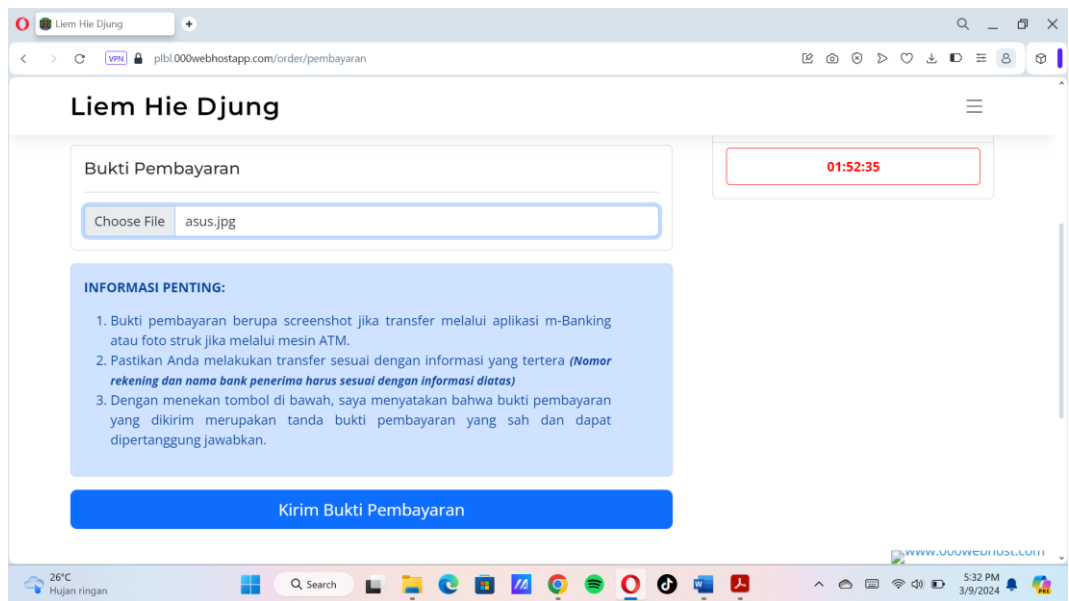 Liem Hie Djung
VPN
plbl.000webhostapp.com/order/pembayaran
Liem Hie Djung
Bukti Pembayaran
01:52:35
Choose File asus.jpg
INFORMASI PENTING:
1. Bukti pembayaran berupa screenshot jika transfer melalui aplikasi m-Banking
atau foto struk jika melalui mesin ATM.
2. Pastikan Anda melakukan transfer sesuai dengan informasi yang tertera (Nomor
rekening dan nama bank penerima harus sesuai dengan informasi diatas)
3. Dengan menekan tombol di bawah, saya menyatakan bahwa bukti pembayaran
yang dikirim merupakan tanda bukti pembayaran yang sah dan dapat
dipertanggung jawabkan.
Kirim Bukti Pembayaran
www.000webhost.com
26°C
Hujan ringan
Search
5:32 PM
3/9/2024
PRE